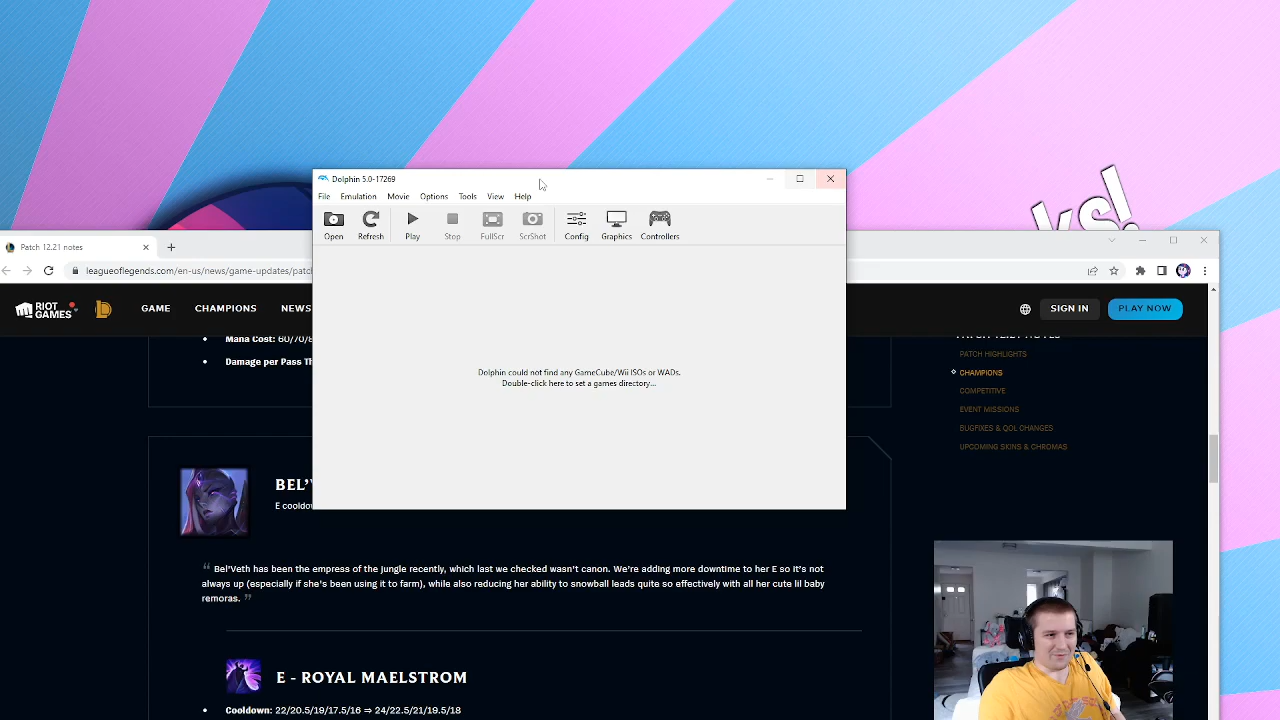 ks!
Dolphin 5.0-17269
File Emulation Movie Options Tools View Help
Open Refresh Play Stop FullScr ScrShot Config Graphics Controllers
Dolphin could not find any GameCube/Wii ISOs or WADs.
Double-click here to set a games directory...
Patch 12.21 notes
leagueoflegends.com/en-us/news/game-updates/patc
RIOT
GAMES
GAME CHAMPIONS NEWS
SIGN IN PLAY NOW
Mana Cost: 60/70/8
Damage per Pass Th
PATCH 12.21 NOTES
PATCH HIGHLIGHTS
CHAMPIONS
COMPETITIVE
EVENT MISSIONS
BUGFIXES & QOL CHANGES
UPCOMING SKINS & CHROMAS
BEL'V
E cooldow
“ Bel'Veth has been the empress of the jungle recently, which last we checked wasn't canon. We're adding more downtime to her E so it's not
always up (especially if she's been using it to farm), while also reducing her ability to snowball leads quite so effectively with all her cute lil baby
remoras. ”
E - ROYAL MAELSTROM
Cooldown: 22/20.5/19/17.5/16 ⇒ 24/22.5/21/19.5/18